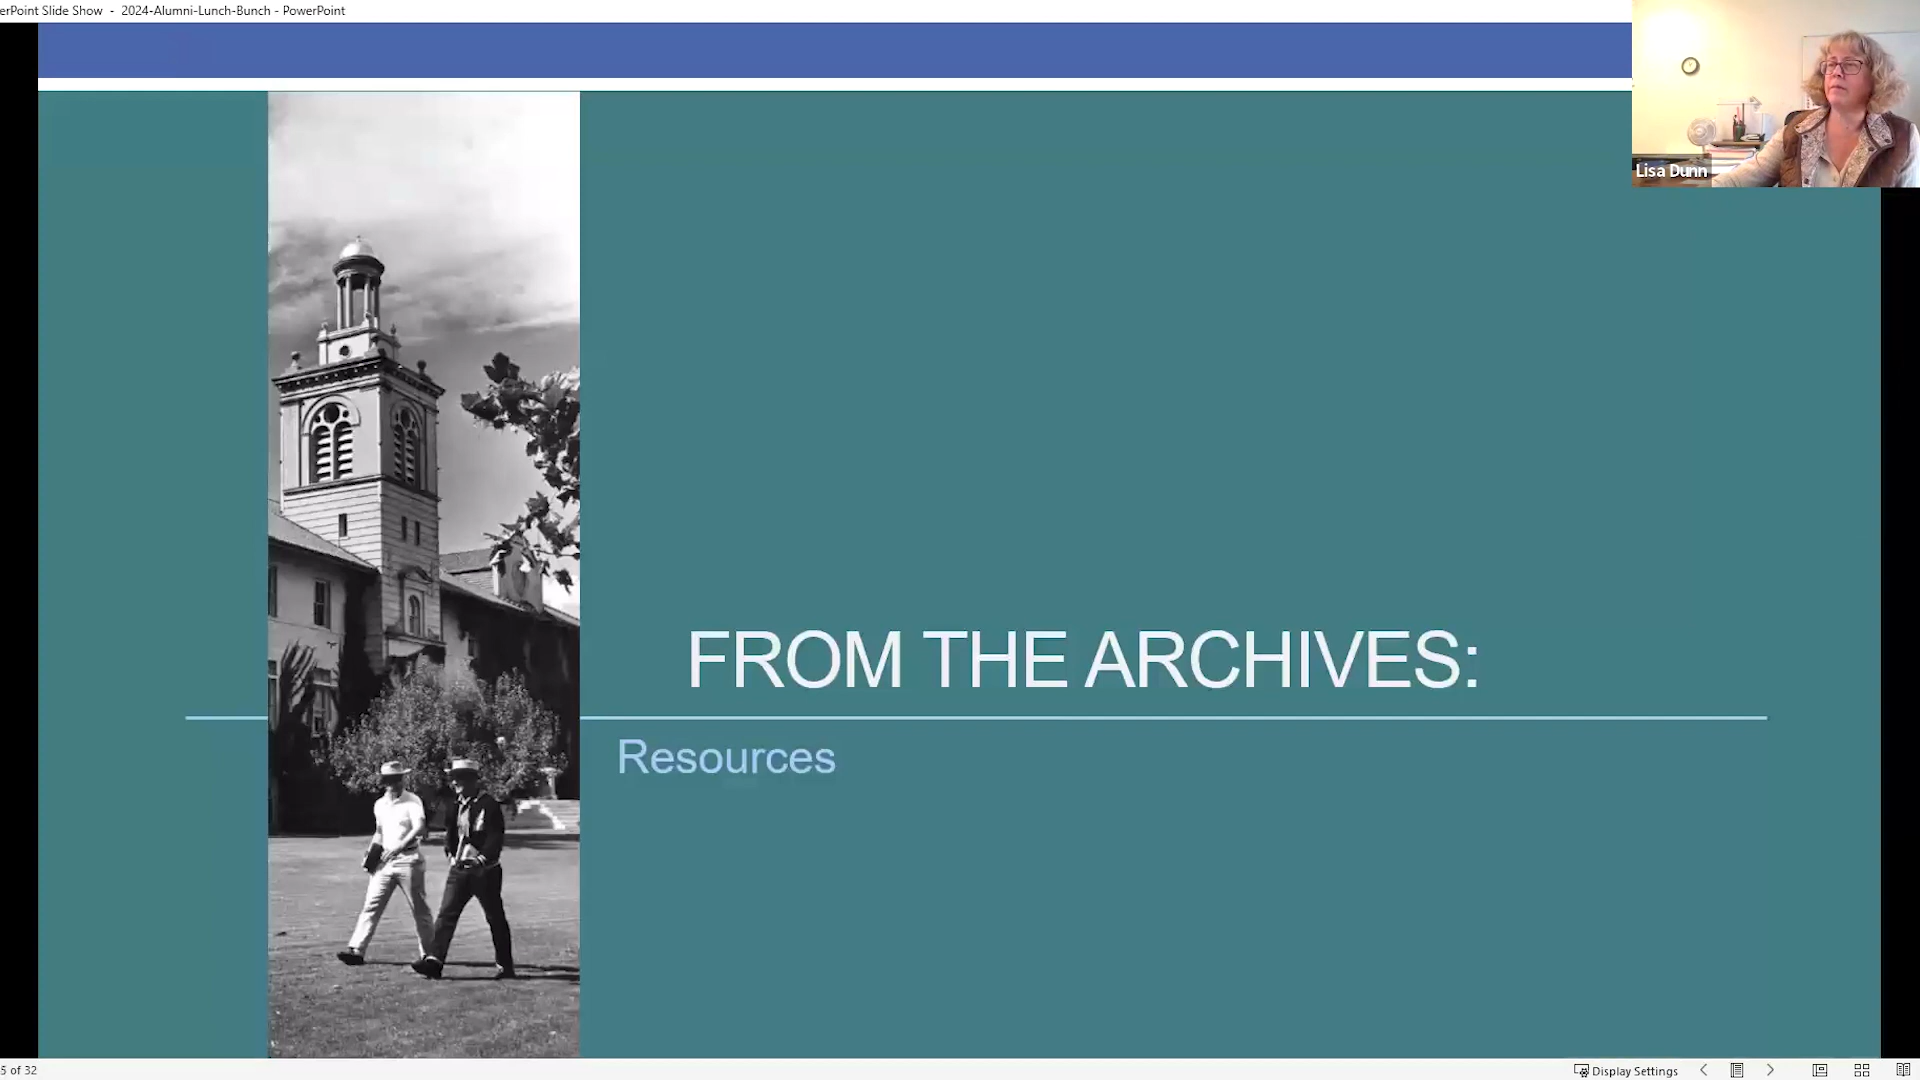 erPoint Slide Show - 2024-Alumni-Lunch-Bunch - PowerPoint
Lisa Dunn
FROM THE ARCHIVES:
Resources
5 of 32
Display Settings